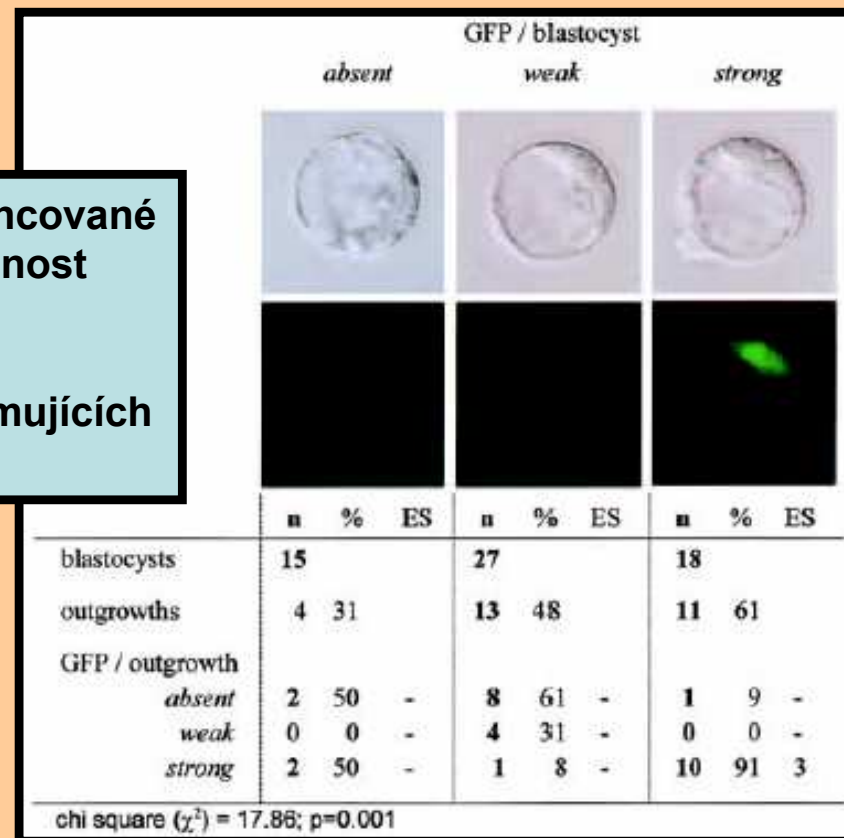 ncované
nost
mujících
GFP / blastocyst
absent weak strong
n % ES n % ES n % ES
blastocysts 15 27 18
outgrowths 4 31 13 48 11 61
GFP / outgrowth
absent 2 50 - 8 61 - 1 9 -
weak 0 0 - 4 31 - 0 0 -
strong 2 50 - 1 8 - 10 91 3
chi square (χ²) = 17.86; p=0.001